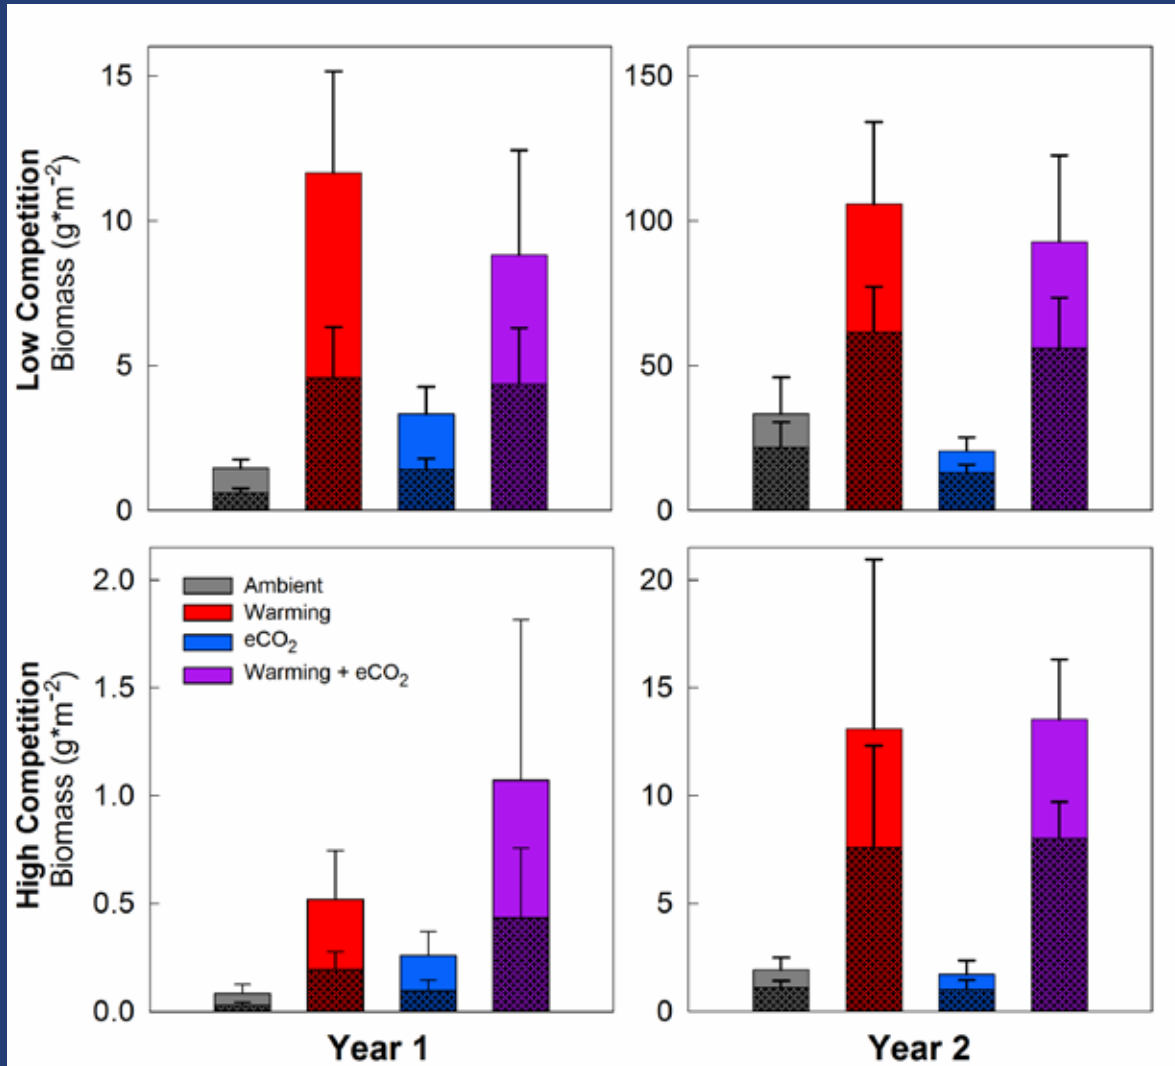 Low Competition
Biomass (g*m⁻²)
15
10
5
0
150
100
50
0
High Competition
Biomass (g*m⁻²)
2.0
1.5
1.0
0.5
0.0
Ambient
Warming
eCO₂
Warming + eCO₂
20
15
10
5
0
Year 1
Year 2